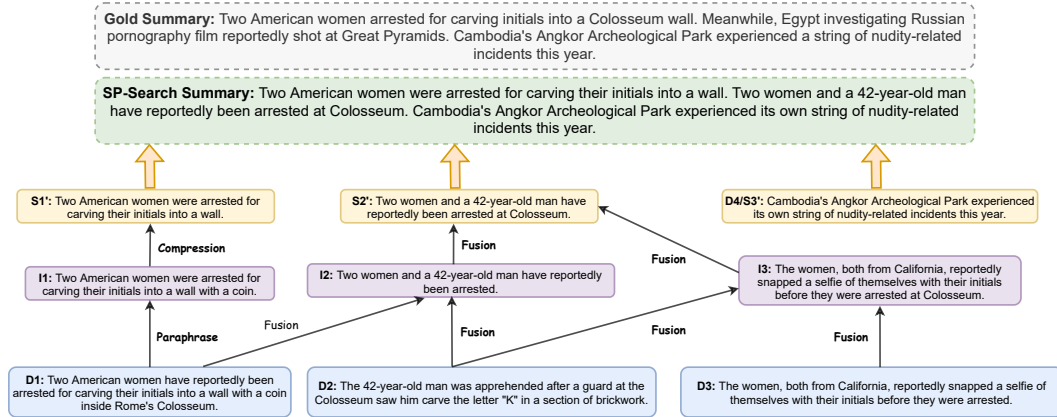 Gold Summary: Two American women arrested for carving initials into a Colosseum wall. Meanwhile, Egypt investigating Russian
pornography film reportedly shot at Great Pyramids. Cambodia's Angkor Archeological Park experienced a string of nudity-related
incidents this year.
SP-Search Summary: Two American women were arrested for carving their initials into a wall. Two women and a 42-year-old man
have reportedly been arrested at Colosseum. Cambodia's Angkor Archeological Park experienced its own string of nudity-related
incidents this year.
S1': Two American women were arrested for
carving their initials into a wall.
S2': Two women and a 42-year-old man have
reportedly been arrested at Colosseum.
D4/S3': Cambodia's Angkor Archeological Park experienced
its own string of nudity-related incidents this year.
Compression
Fusion
Fusion
I1: Two American women were arrested for
carving their initials into a wall with a coin.
I2: Two women and a 42-year-old man have reportedly
been arrested.
I3: The women, both from California, reportedly
snapped a selfie of themselves with their initials
before they were arrested at Colosseum.
Paraphrase
Fusion
Fusion
Fusion
Fusion
D1: Two American women have reportedly been
arrested for carving their initials into a wall with a coin
inside Rome's Colosseum.
D2: The 42-year-old man was apprehended after a guard at the
Colosseum saw him carve the letter "K" in a section of brickwork.
D3: The women, both from California, reportedly snapped a selfie of
themselves with their initials before they were arrested.